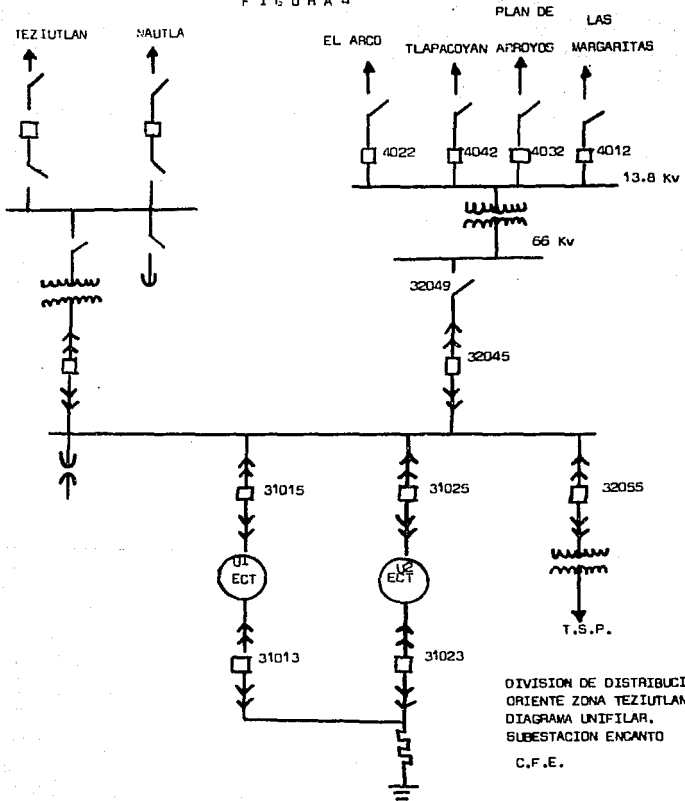 FIGURA 4
TEZIUTLAN
NAUTLA
EL ARCO
TLAPACOYAN
PLAN DE
ARROYOS
LAS
MARGARITAS
4022
4042
4032
4012
13.8 Kv
66 Kv
32049
32045
31015
31025
32055
U1
ECT
U2
ECT
T.S.P.
31013
31023
DIVISION DE DISTRIBUCI
ORIENTE ZONA TEZIUTLAN
DIAGRAMA UNIFILAR.
SUBESTACION ENCANTO
C.F.E.